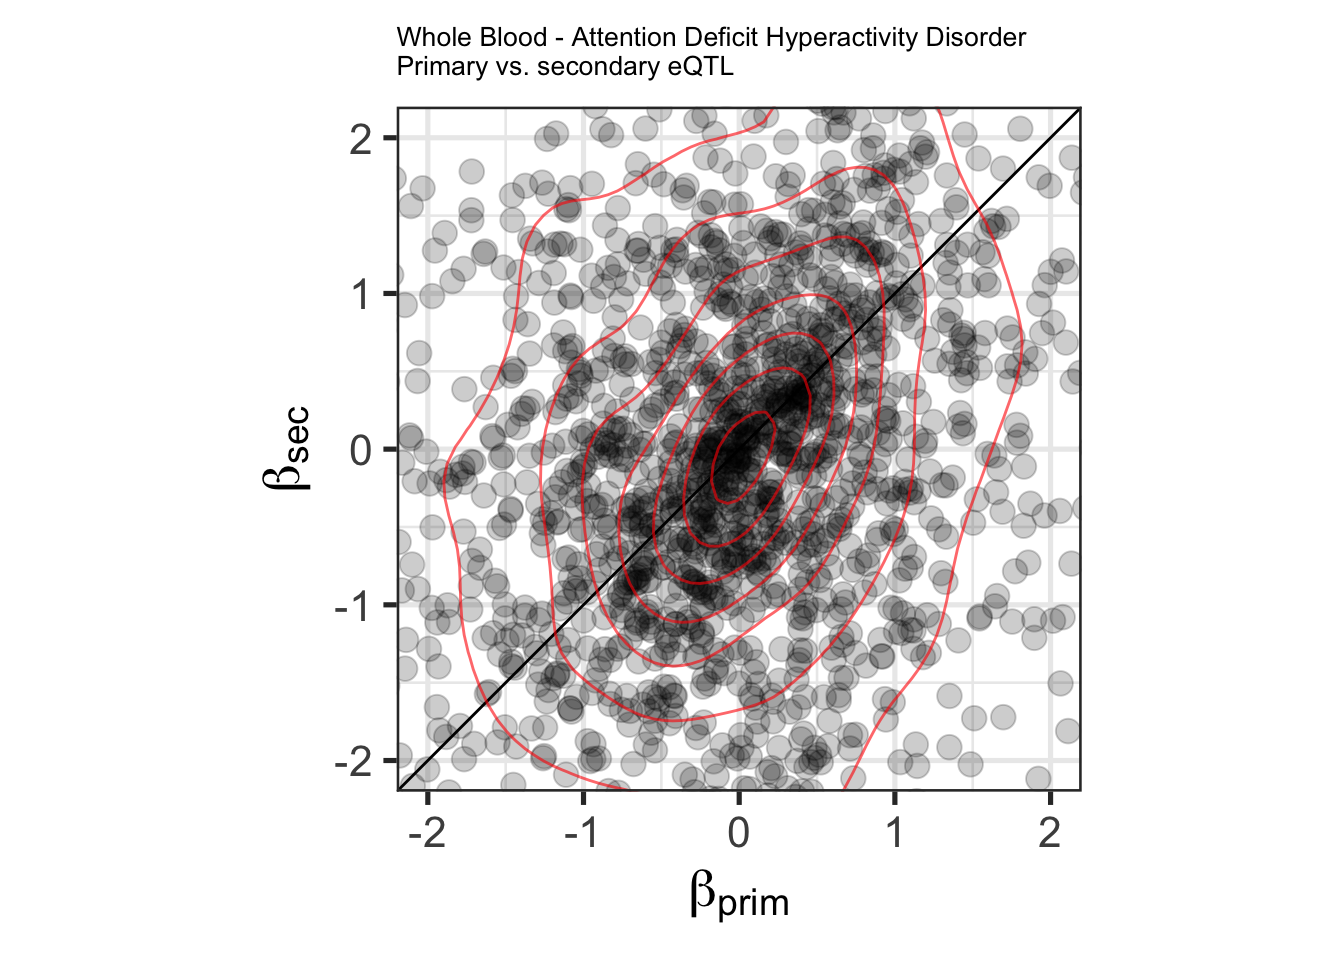 Whole Blood - Attention Deficit Hyperactivity Disorder
Primary vs. secondary eQTL
2
1
0
-1
-2
βsec
-2 -1 0 1 2
βprim